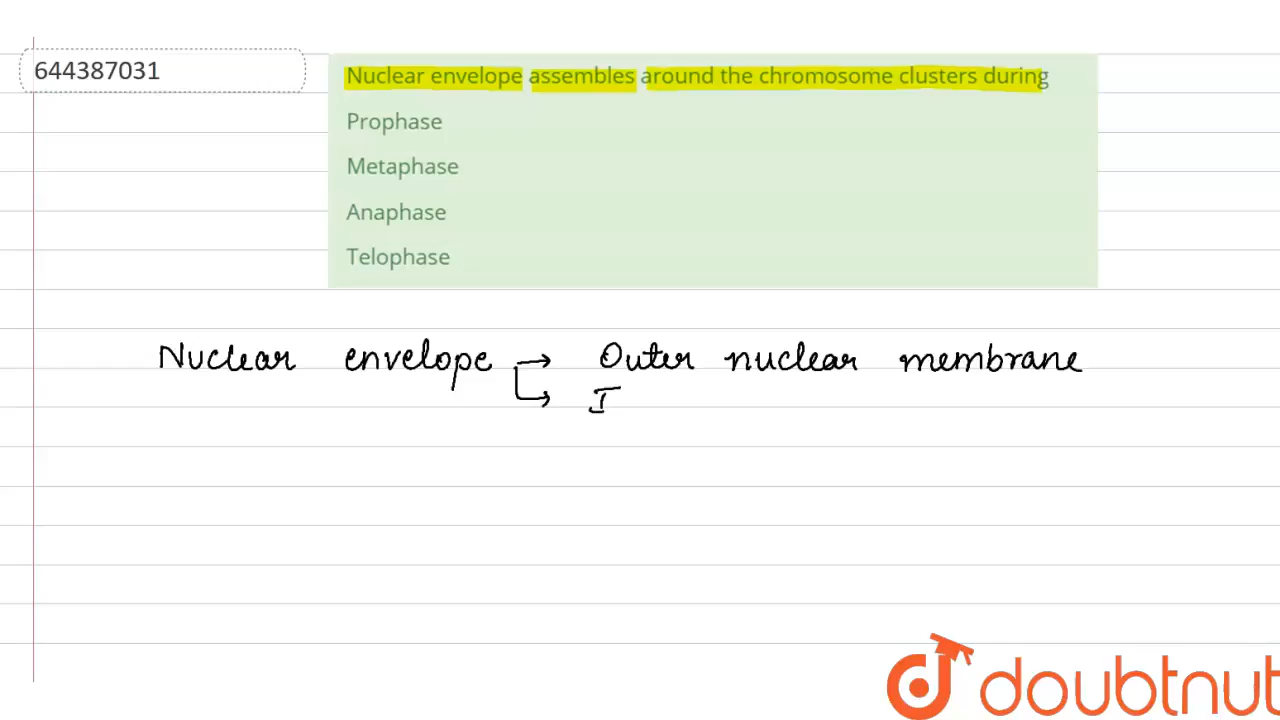 644387031
Nuclear envelope assembles around the chromosome clusters during
Prophase
Metaphase
Anaphase
Telophase
Nuclear envelope → Outer nuclear membrane
↳ I
doubtnut